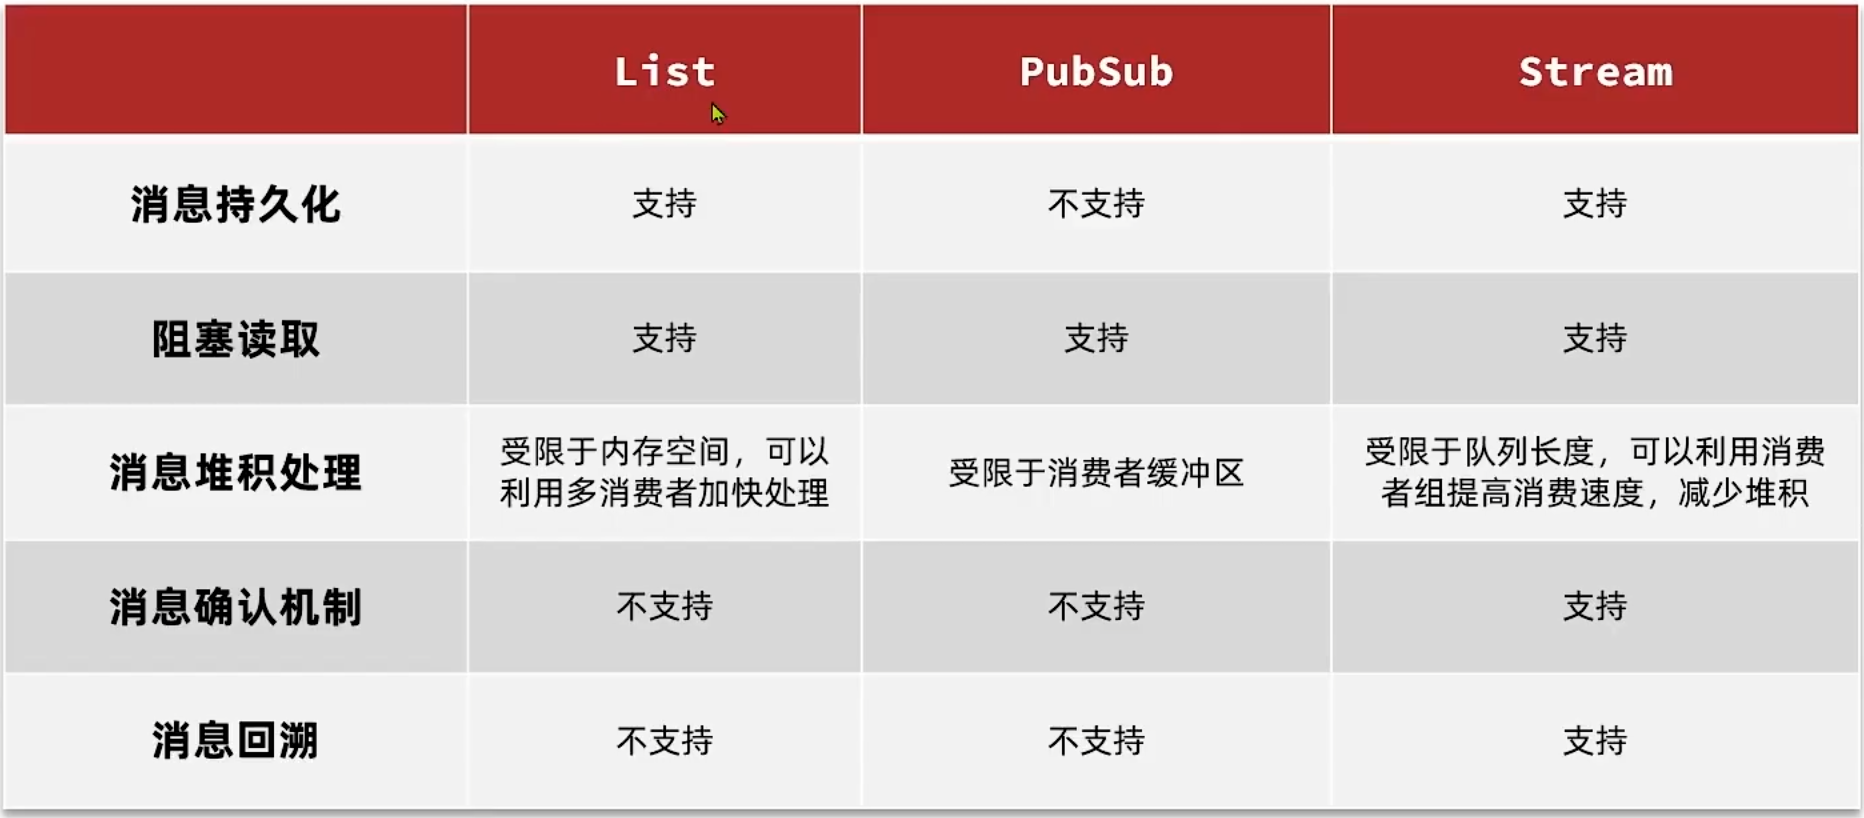 List PubSub Stream
消息持久化 支持 不支持 支持
阻塞读取 支持 支持 支持
消息堆积处理 受限于内存空间，可以 受限于消费者缓冲区 受限于队列长度，可以利用消费
利用多消费者加快处理 者组提高消费速度，减少堆积
消息确认机制 不支持 不支持 支持
消息回溯 不支持 不支持 支持